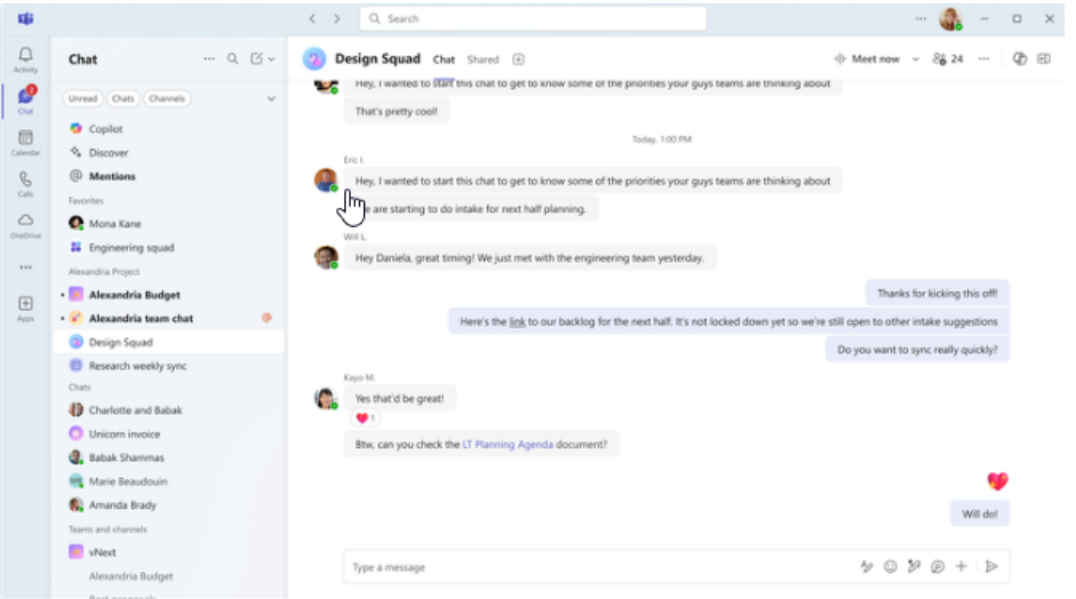 Search
Activity
Chat
Calendar
Calls
OneDrive
Apps
2
Chat
Unread
Chats
Channels
Copilot
Discover
Mentions
Favorites
Mona Kane
Engineering squad
Alexandria Project
Alexandria Budget
Alexandria team chat
Design Squad
Research weekly sync
Chats
Charlotte and Babak
Unicorn invoice
Babak Shammas
Marie Beaudouin
Amanda Brady
Teams and channels
vNext
Alexandria Budget
Design Squad
Chat
Shared
Meet now
24
Hey, I wanted to start this chat to get to know some of the priorities your guys teams are thinking about
That's pretty cool!
Today, 1:00 PM
Eric I.
Hey, I wanted to start this chat to get to know some of the priorities your guys teams are thinking about
are starting to do intake for next half planning.
Will L.
Hey Daniela, great timing! We just met with the engineering team yesterday.
Thanks for kicking this off!
Here's the link to our backlog for the next half. It's not locked down yet so we're still open to other intake suggestions
Do you want to sync really quickly?
Kayo M.
Yes that'd be great!
1
Btw, can you check the LT Planning Agenda document?
Will do!
Type a message